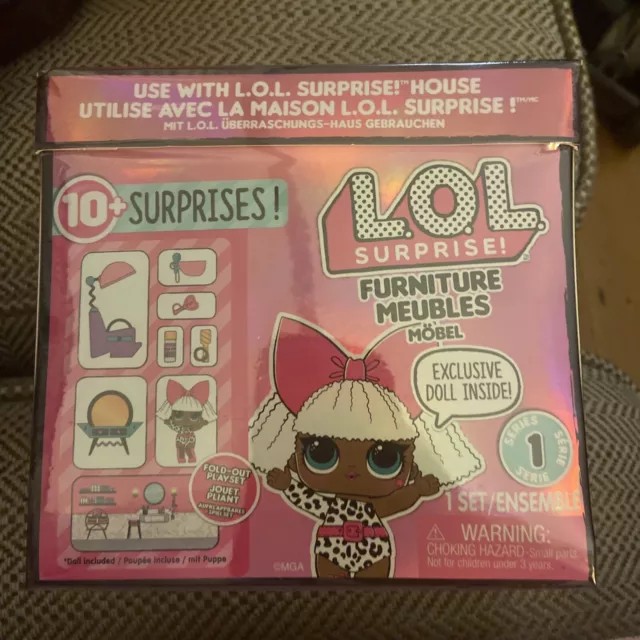 USE WITH L.O.L. SURPRISE!™ HOUSE
UTILISE AVEC LA MAISON L.O.L. SURPRISE !™/MC
MIT L.O.L. ÜBERRASCHUNGS-HAUS GEBRAUCHEN
10+ SURPRISES!
L.O.L.
SURPRISE!
FURNITURE
MEUBLES
MÖBEL
EXCLUSIVE
DOLL INSIDE!
SERIES
1
SÉRIE
SERIE
1 SET/ENSEMBLE
FOLD-OUT
PLAYSET
JOUET
PLIANT
*Doll included / Poupée incluse / mit Puppe
©MGA
WARNING:
CHOKING HAZARD-Small parts.
Not for children under 3 years.